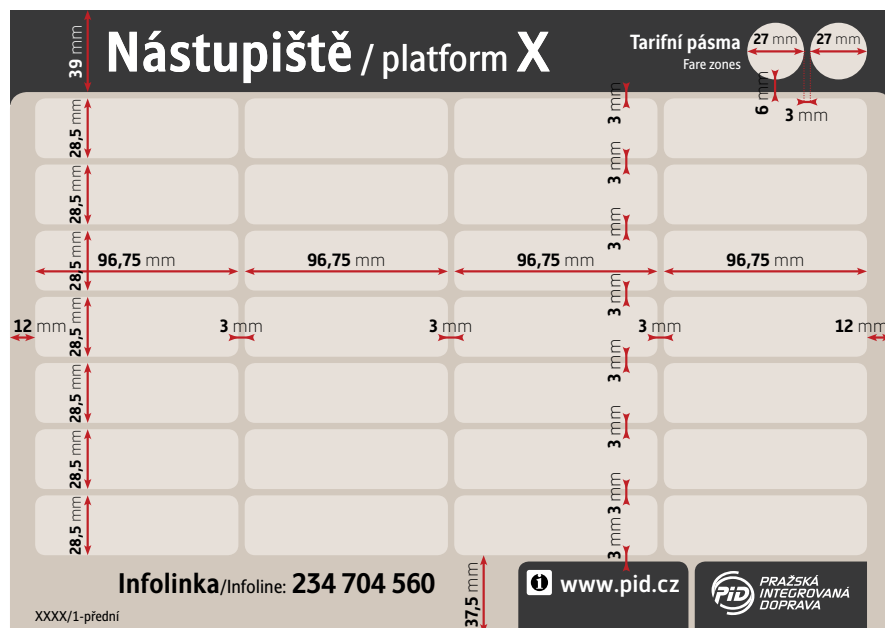 39 mm
Nástupiště / platform X
Tarifní pásma
Fare zones
27 mm
27 mm
6 mm
3 mm
28,5 mm
3 mm
28,5 mm
3 mm
28,5 mm
3 mm
96,75 mm
96,75 mm
96,75 mm
96,75 mm
28,5 mm
3 mm
12 mm
3 mm
3 mm
3 mm
12 mm
28,5 mm
3 mm
28,5 mm
3 mm
28,5 mm
3 mm
3 mm
Infolinka/Infoline: 234 704 560
37,5 mm
i www.pid.cz
PID
PRAŽSKÁ
INTEGROVANÁ
DOPRAVA
XXXX/1-přední